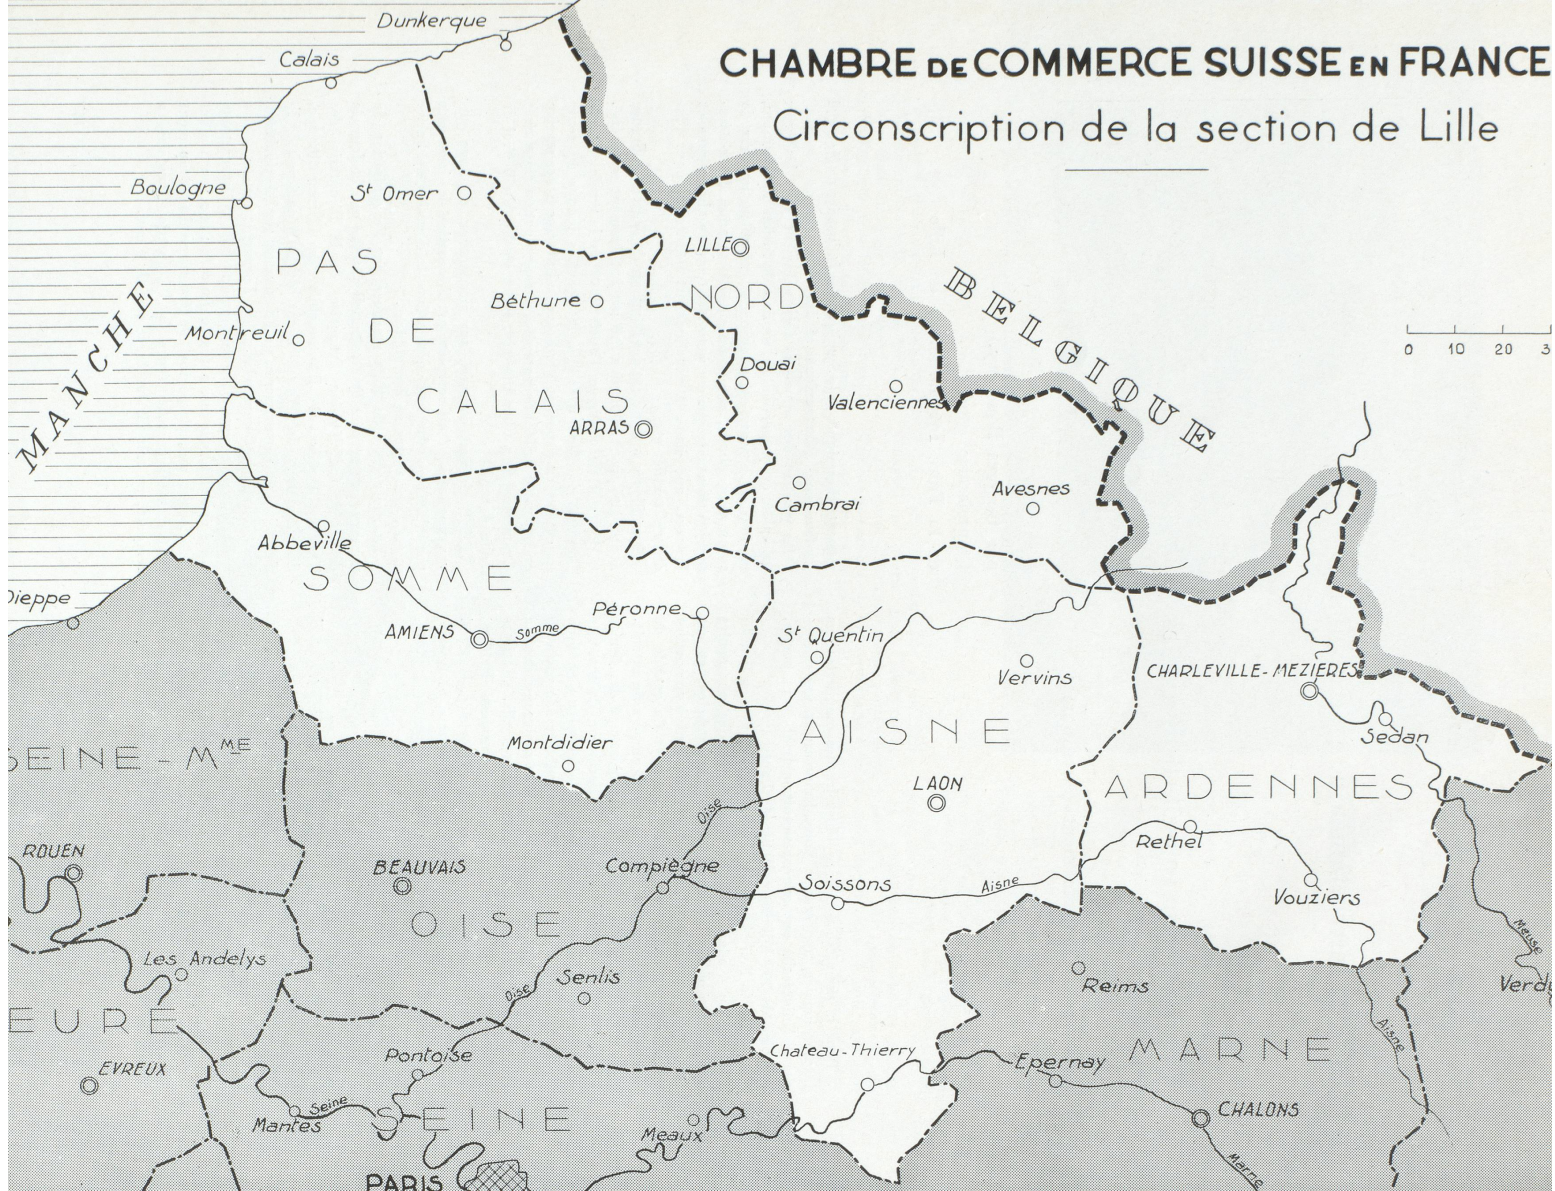 CHAMBRE DE COMMERCE SUISSE EN FRANCE
Circonscription de la section de Lille
Dunkerque
Calais
Boulogne
St Omer
LILLE
PAS
DE
CALAIS
Béthune
NORD
BELGIQUE
MANCHE
Montreuil
0 10 20 3
Douai
Valenciennes
ARRAS
Cambrai
Avesnes
Abbeville
SOMME
Dieppe
Péronne
AMIENS
Somme
St Quentin
Vervins
CHARLEVILLE-MEZIERES
Sedan
AISNE
Montdidier
SEINE-MME
LAON
ARDENNES
Oise
Rethel
ROUEN
BEAUVAIS
Compiègne
Soissons
Aisne
Vouziers
OISE
Meuse
Les Andelys
Senlis
Oise
Reims
Verdu
EURE
Aisne
Pontoise
Chateau-Thierry
Epernay
MARNE
EVREUX
Seine
Mantes
SEINE
Meaux
CHALONS
Marne
PARIS